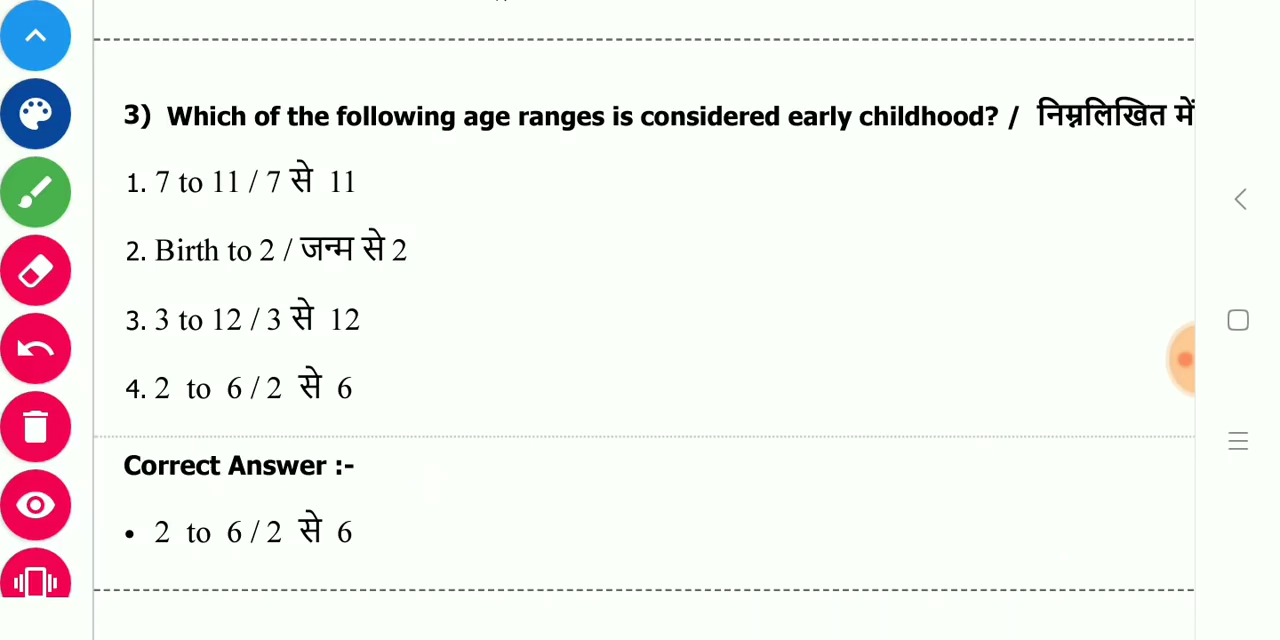 3) Which of the following age ranges is considered early childhood? / निम्नलिखित में
1. 7 to 11 / 7 से 11
2. Birth to 2 / जन्म से 2
3. 3 to 12 / 3 से 12
4. 2 to 6 / 2 से 6
Correct Answer :-
• 2 to 6 / 2 से 6